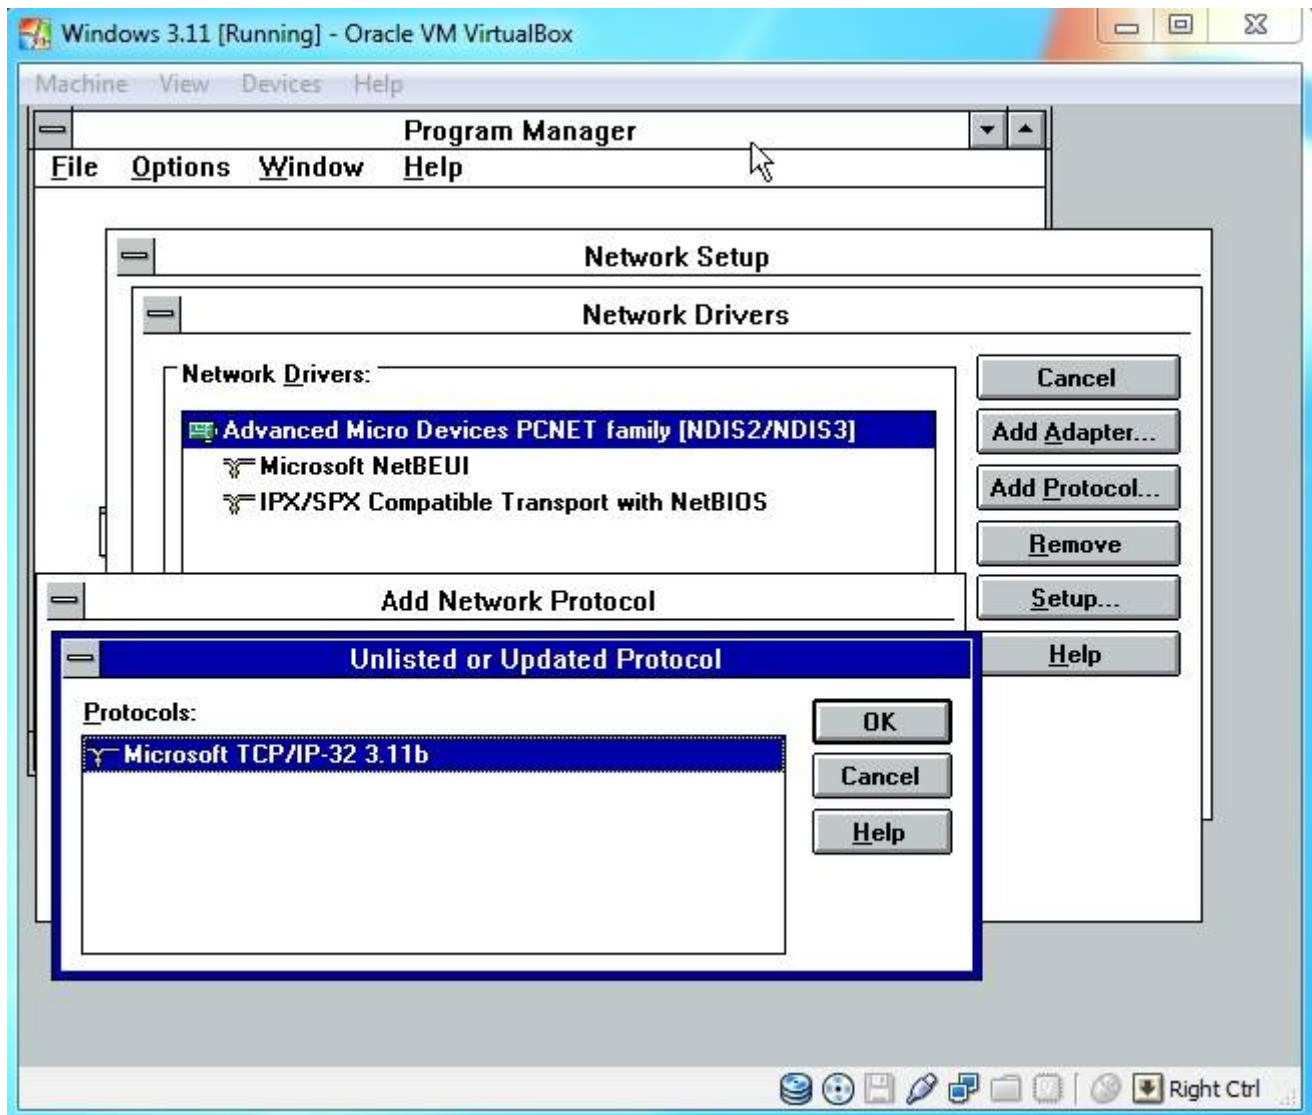 Windows 3.11 [Running] - Oracle VM VirtualBox
Machine View Devices Help
Program Manager
File Options Window Help
Network Setup
Network Drivers
Network Drivers:
Cancel
Advanced Micro Devices PCNET family [NDIS2/NDIS3]
Add Adapter...
Microsoft NetBEUI
IPX/SPX Compatible Transport with NetBIOS
Add Protocol...
Remove
Setup...
Help
Add Network Protocol
Unlisted or Updated Protocol
Protocols:
OK
Microsoft TCP/IP-32 3.11b
Cancel
Help
Right Ctrl